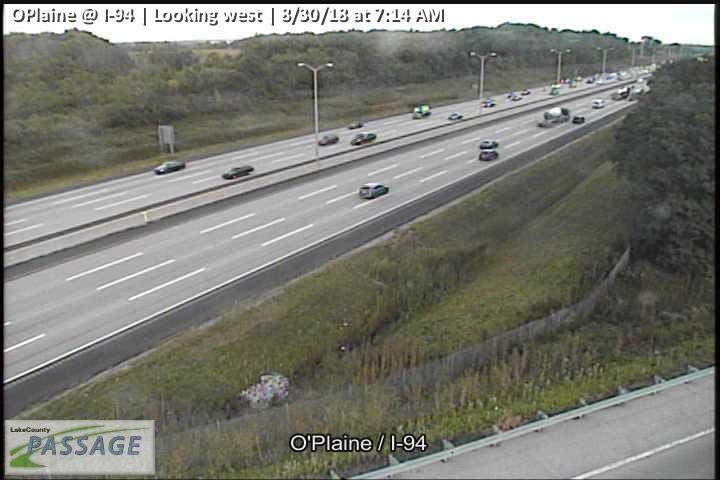 OPlaine @ I-94 | Looking west | 8/30/18 at 7:14 AM
O'Plaine / I-94
LakeCounty
PASSAGE